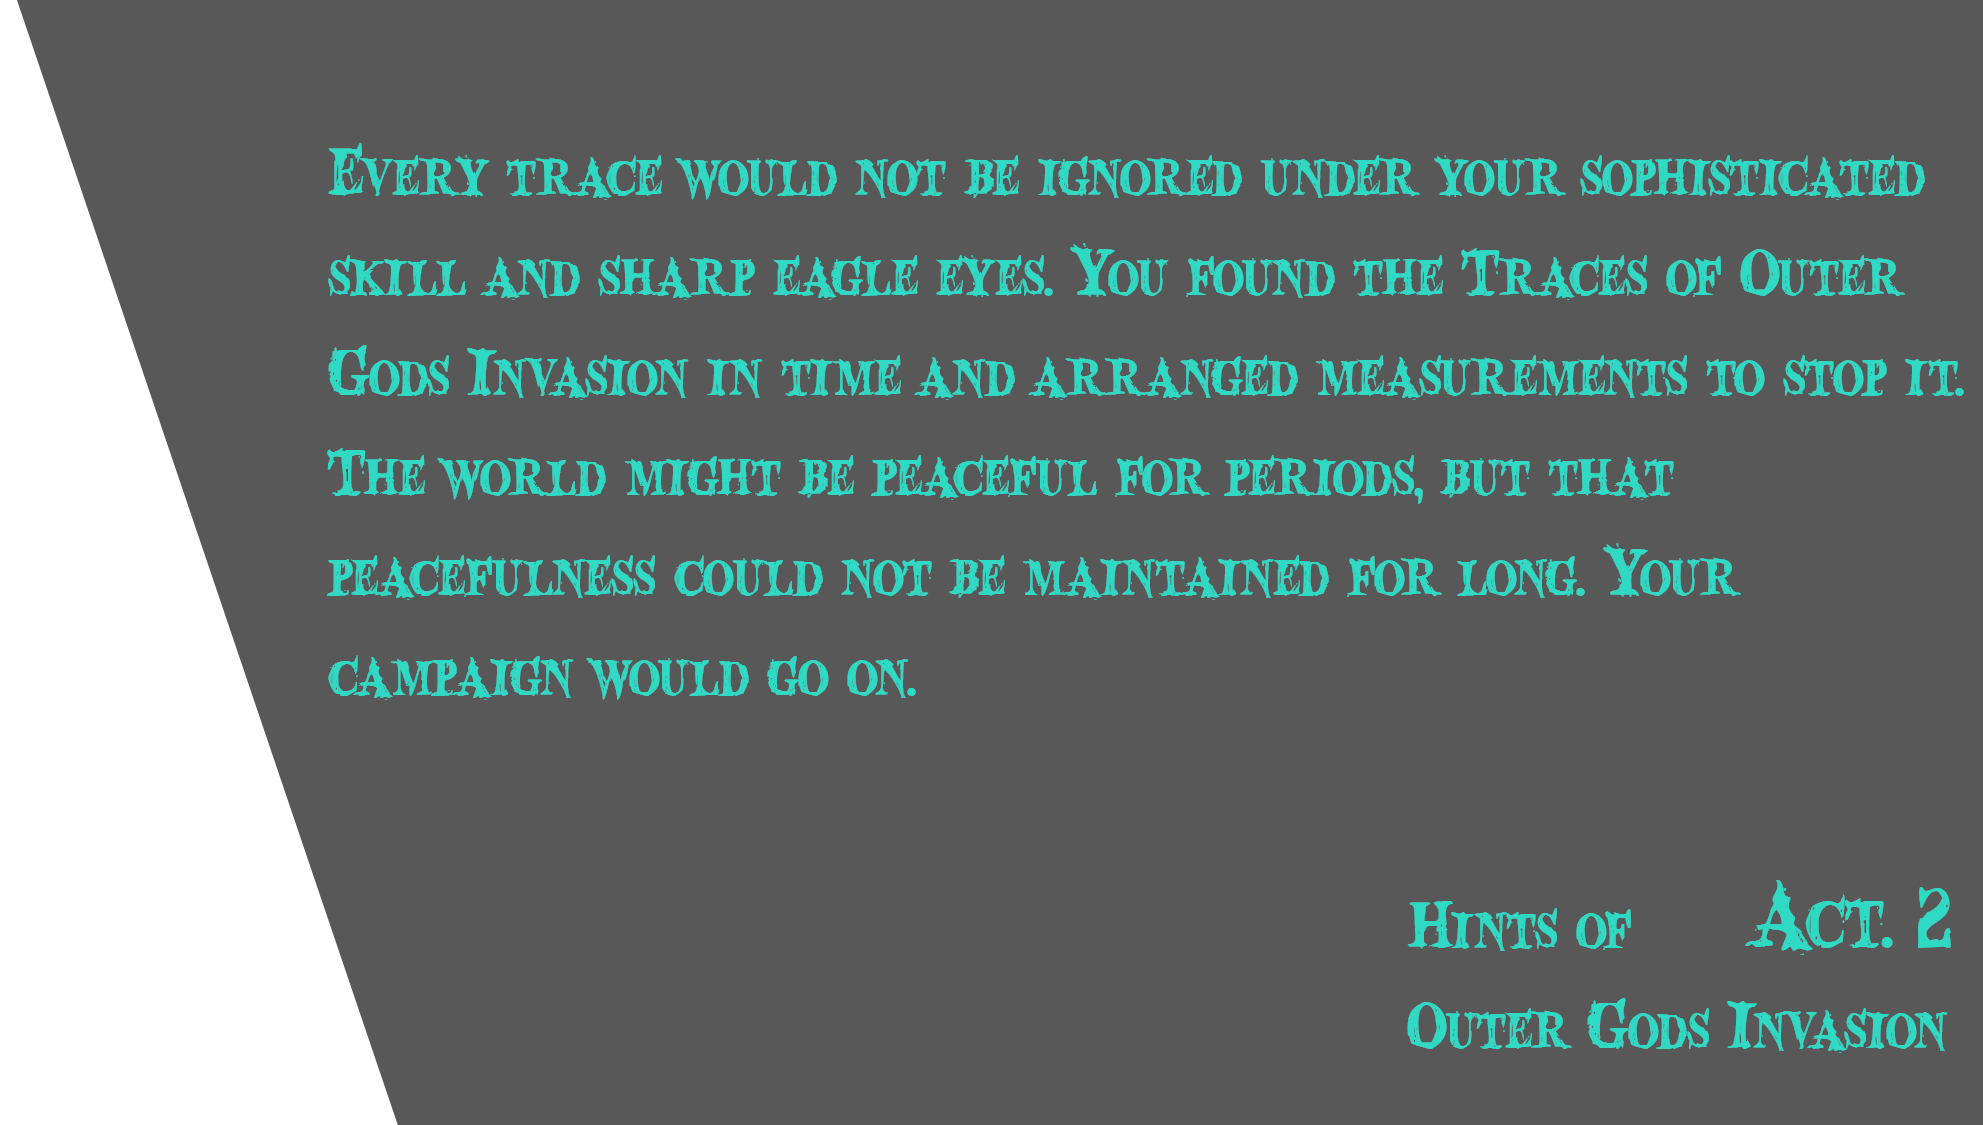 Every trace would not be ignored under your sophisticated
skill and sharp eagle eyes. You found the Traces of Outer
Gods Invasion in time and arranged measurements to stop it.
The world might be peaceful for periods, but that
peacefulness could not be maintained for long. Your
campaign would go on.
Hints of Act. 2
Outer Gods Invasion